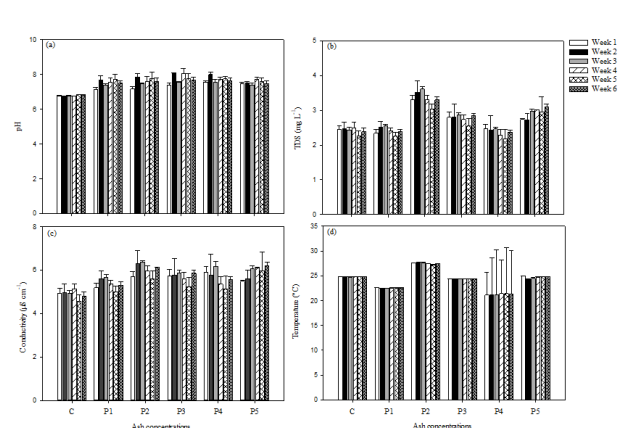 (a)
10
8
6
4
2
0
pH
(b)
5
4
3
2
1
0
TDS (mg L⁻¹)
Week 1
Week 2
Week 3
Week 4
Week 5
Week 6
(c)
8
6
4
2
0
Conductivity (µS cm⁻¹)
C P1 P2 P3 P4 P5
Ash concentrations
(d)
35
30
25
20
15
10
5
0
Temperature (°C)
C P1 P2 P3 P4 P5
Ash concentrations